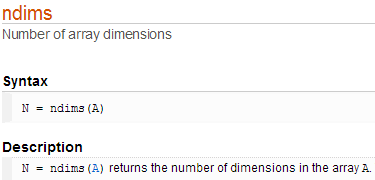 ndims
Number of array dimensions
Syntax
N = ndims(A)
Description
N = ndims(A) returns the number of dimensions in the array A.